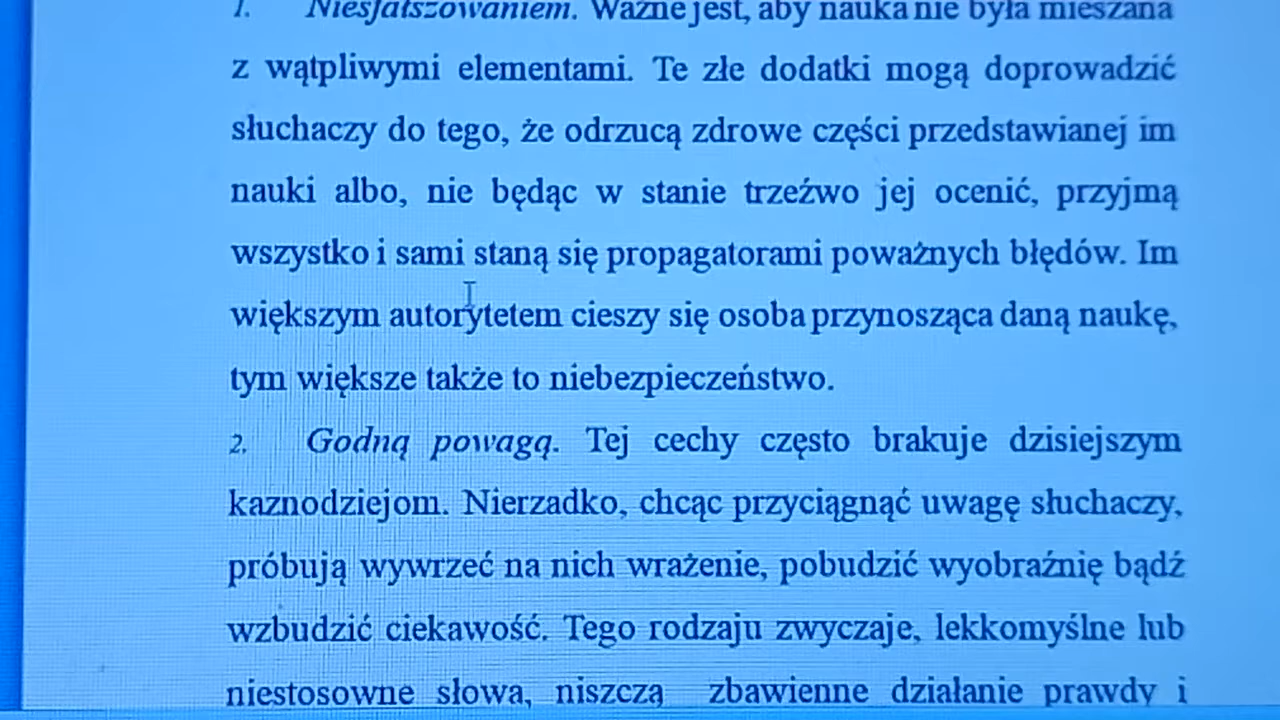 1. Niesfałszowaniem. Ważne jest, aby nauka nie była mieszana
z wątpliwymi elementami. Te złe dodatki mogą doprowadzić
słuchaczy do tego, że odrzucą zdrowe części przedstawianej im
nauki albo, nie będąc w stanie trzeźwo jej ocenić, przyjmą
wszystko i sami staną się propagatorami poważnych błędów. Im
większym autorytetem cieszy się osoba przynosząca daną naukę,
tym większe także to niebezpieczeństwo.
2. Godną powagą. Tej cechy często brakuje dzisiejszym
kaznodziejom. Nierzadko, chcąc przyciągnąć uwagę słuchaczy,
próbują wywrzeć na nich wrażenie, pobudzić wyobraźnię bądź
wzbudzić ciekawość. Tego rodzaju zwyczaje, lekkomyślne lub
niestosowne słowa, niszczą zbawienne działanie prawdy i